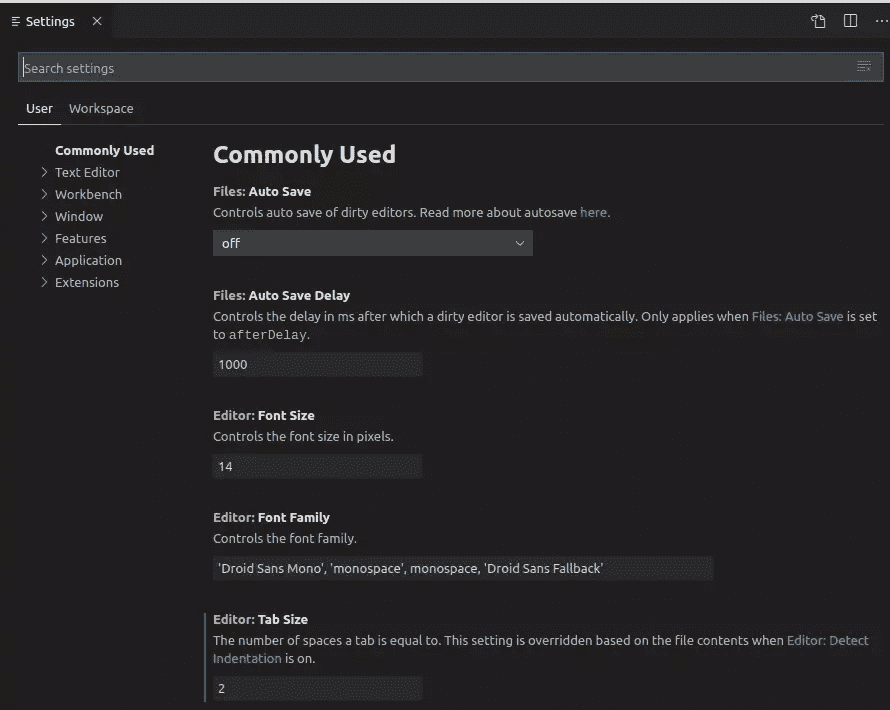 Settings
Search settings
User Workspace
Commonly Used
Text Editor
Workbench
Window
Features
Application
Extensions
Commonly Used
Files: Auto Save
Controls auto save of dirty editors. Read more about autosave here.
off
Files: Auto Save Delay
Controls the delay in ms after which a dirty editor is saved automatically. Only applies when Files: Auto Save is set
to afterDelay.
1000
Editor: Font Size
Controls the font size in pixels.
14
Editor: Font Family
Controls the font family.
'Droid Sans Mono', 'monospace', monospace, 'Droid Sans Fallback'
Editor: Tab Size
The number of spaces a tab is equal to. This setting is overridden based on the file contents when Editor: Detect
Indentation is on.
2